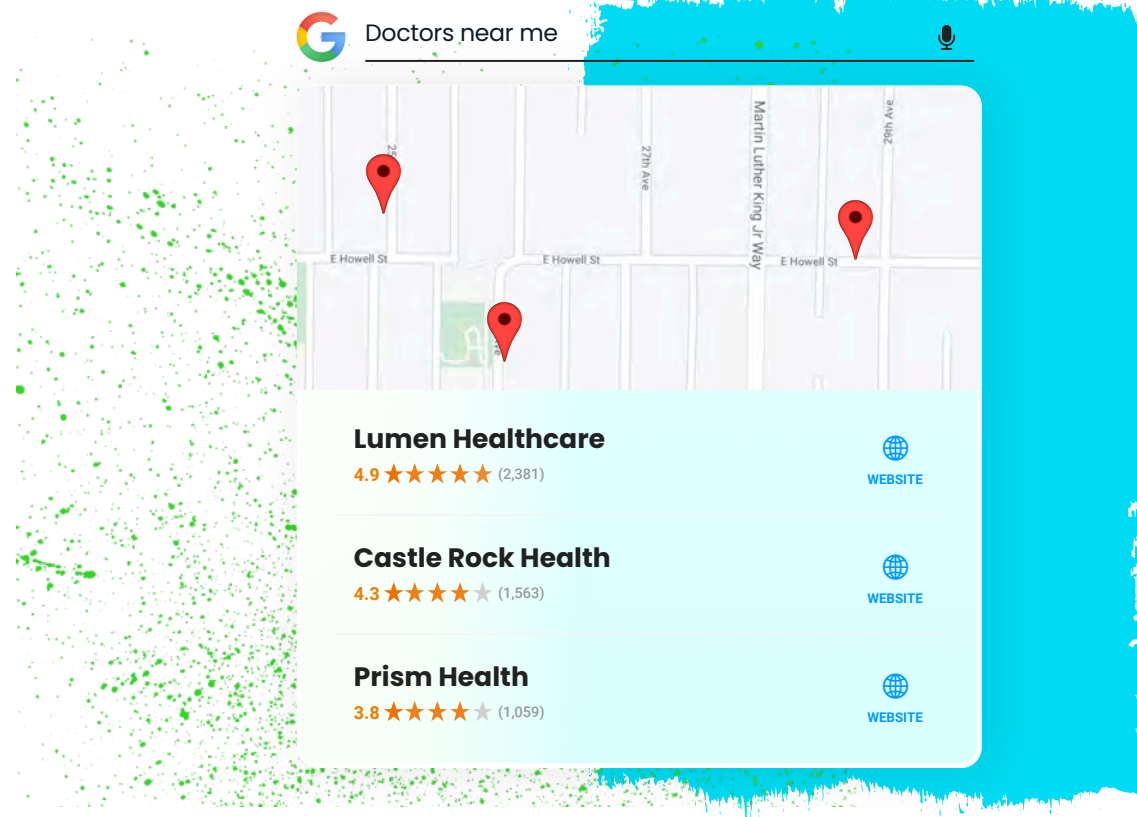 Doctors near me
27th Ave
Martin Luther King Jr Way
29th Ave
E Howell St
E Howell St
E Howell St
Lumen Healthcare
4.9 ★★★★★ (2,381)
WEBSITE
Castle Rock Health
4.3 ★★★★★ (1,563)
WEBSITE
Prism Health
3.8 ★★★★★ (1,059)
WEBSITE